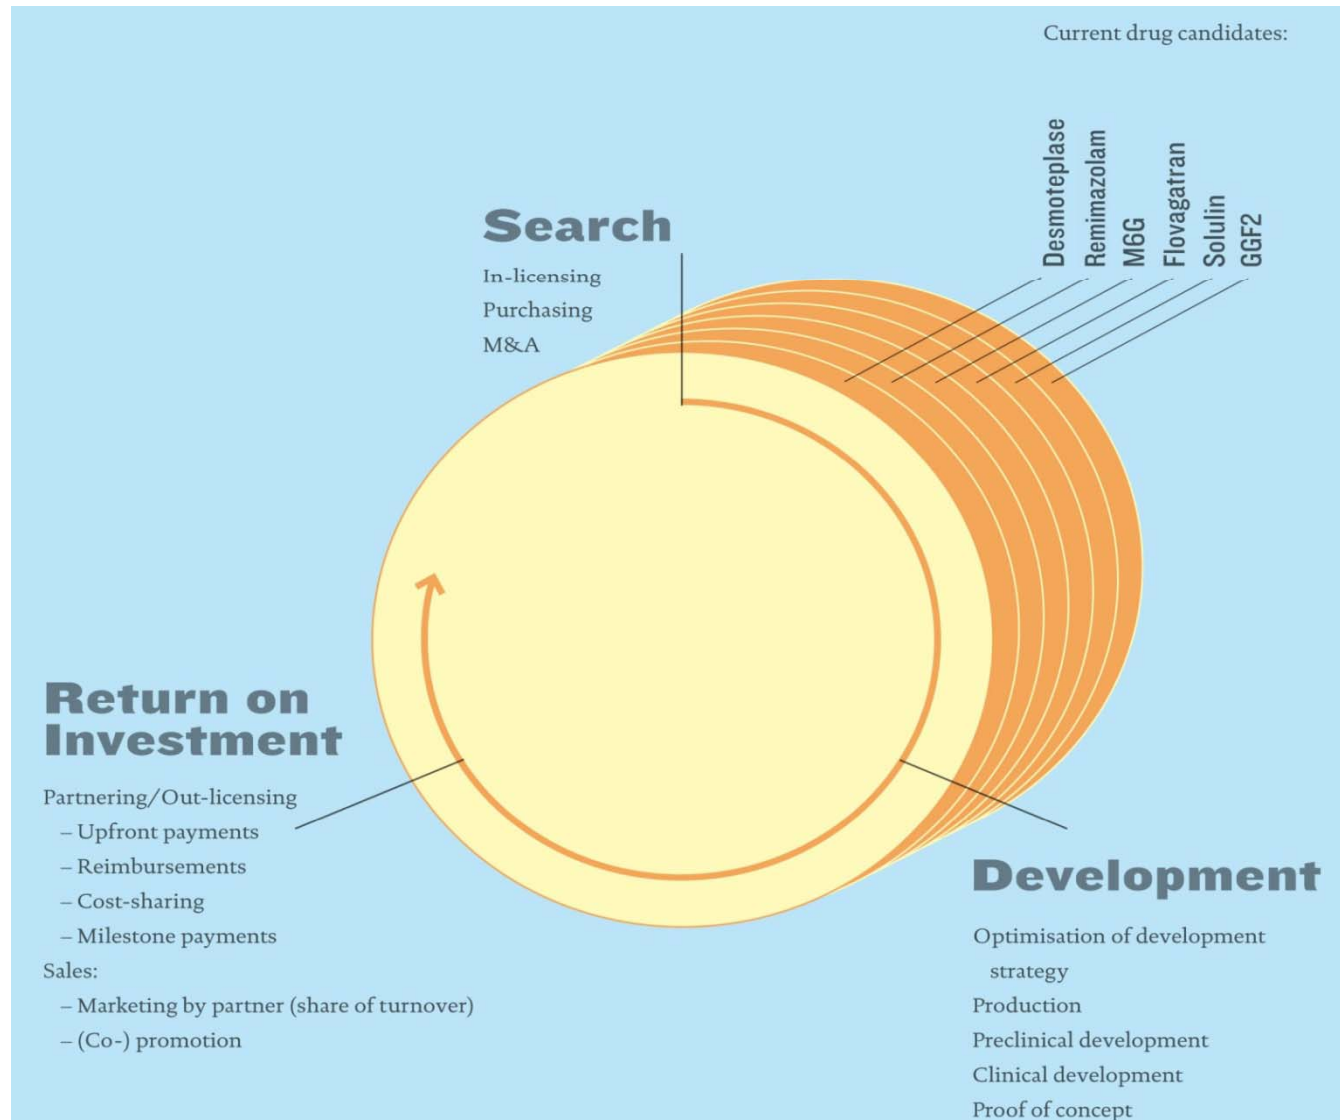 Current drug candidates:
Desmoteplase
Remimazolam
M6G
Flovagatran
Solulin
GGF2
Search
In-licensing
Purchasing
M&A
Return on
Investment
Partnering/Out-licensing
– Upfront payments
– Reimbursements
– Cost-sharing
– Milestone payments
Sales:
– Marketing by partner (share of turnover)
– (Co-) promotion
Development
Optimisation of development
strategy
Production
Preclinical development
Clinical development
Proof of concept